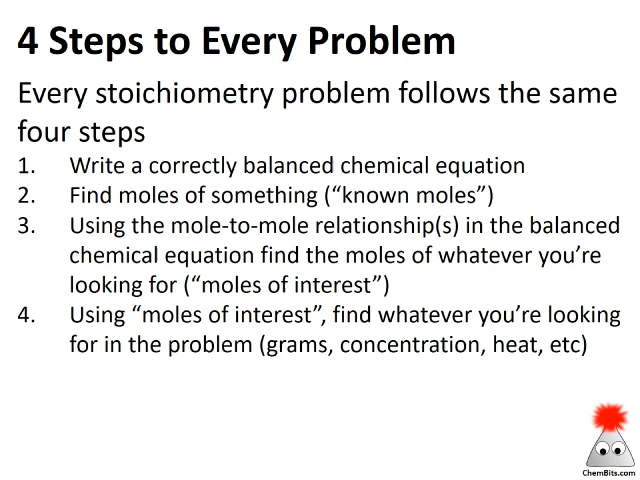 4 Steps to Every Problem
Every stoichiometry problem follows the same
four steps
1. Write a correctly balanced chemical equation
2. Find moles of something (“known moles”)
3. Using the mole-to-mole relationship(s) in the balanced
chemical equation find the moles of whatever you’re
looking for (“moles of interest”)
4. Using “moles of interest”, find whatever you’re looking
for in the problem (grams, concentration, heat, etc)
ChemBits.com